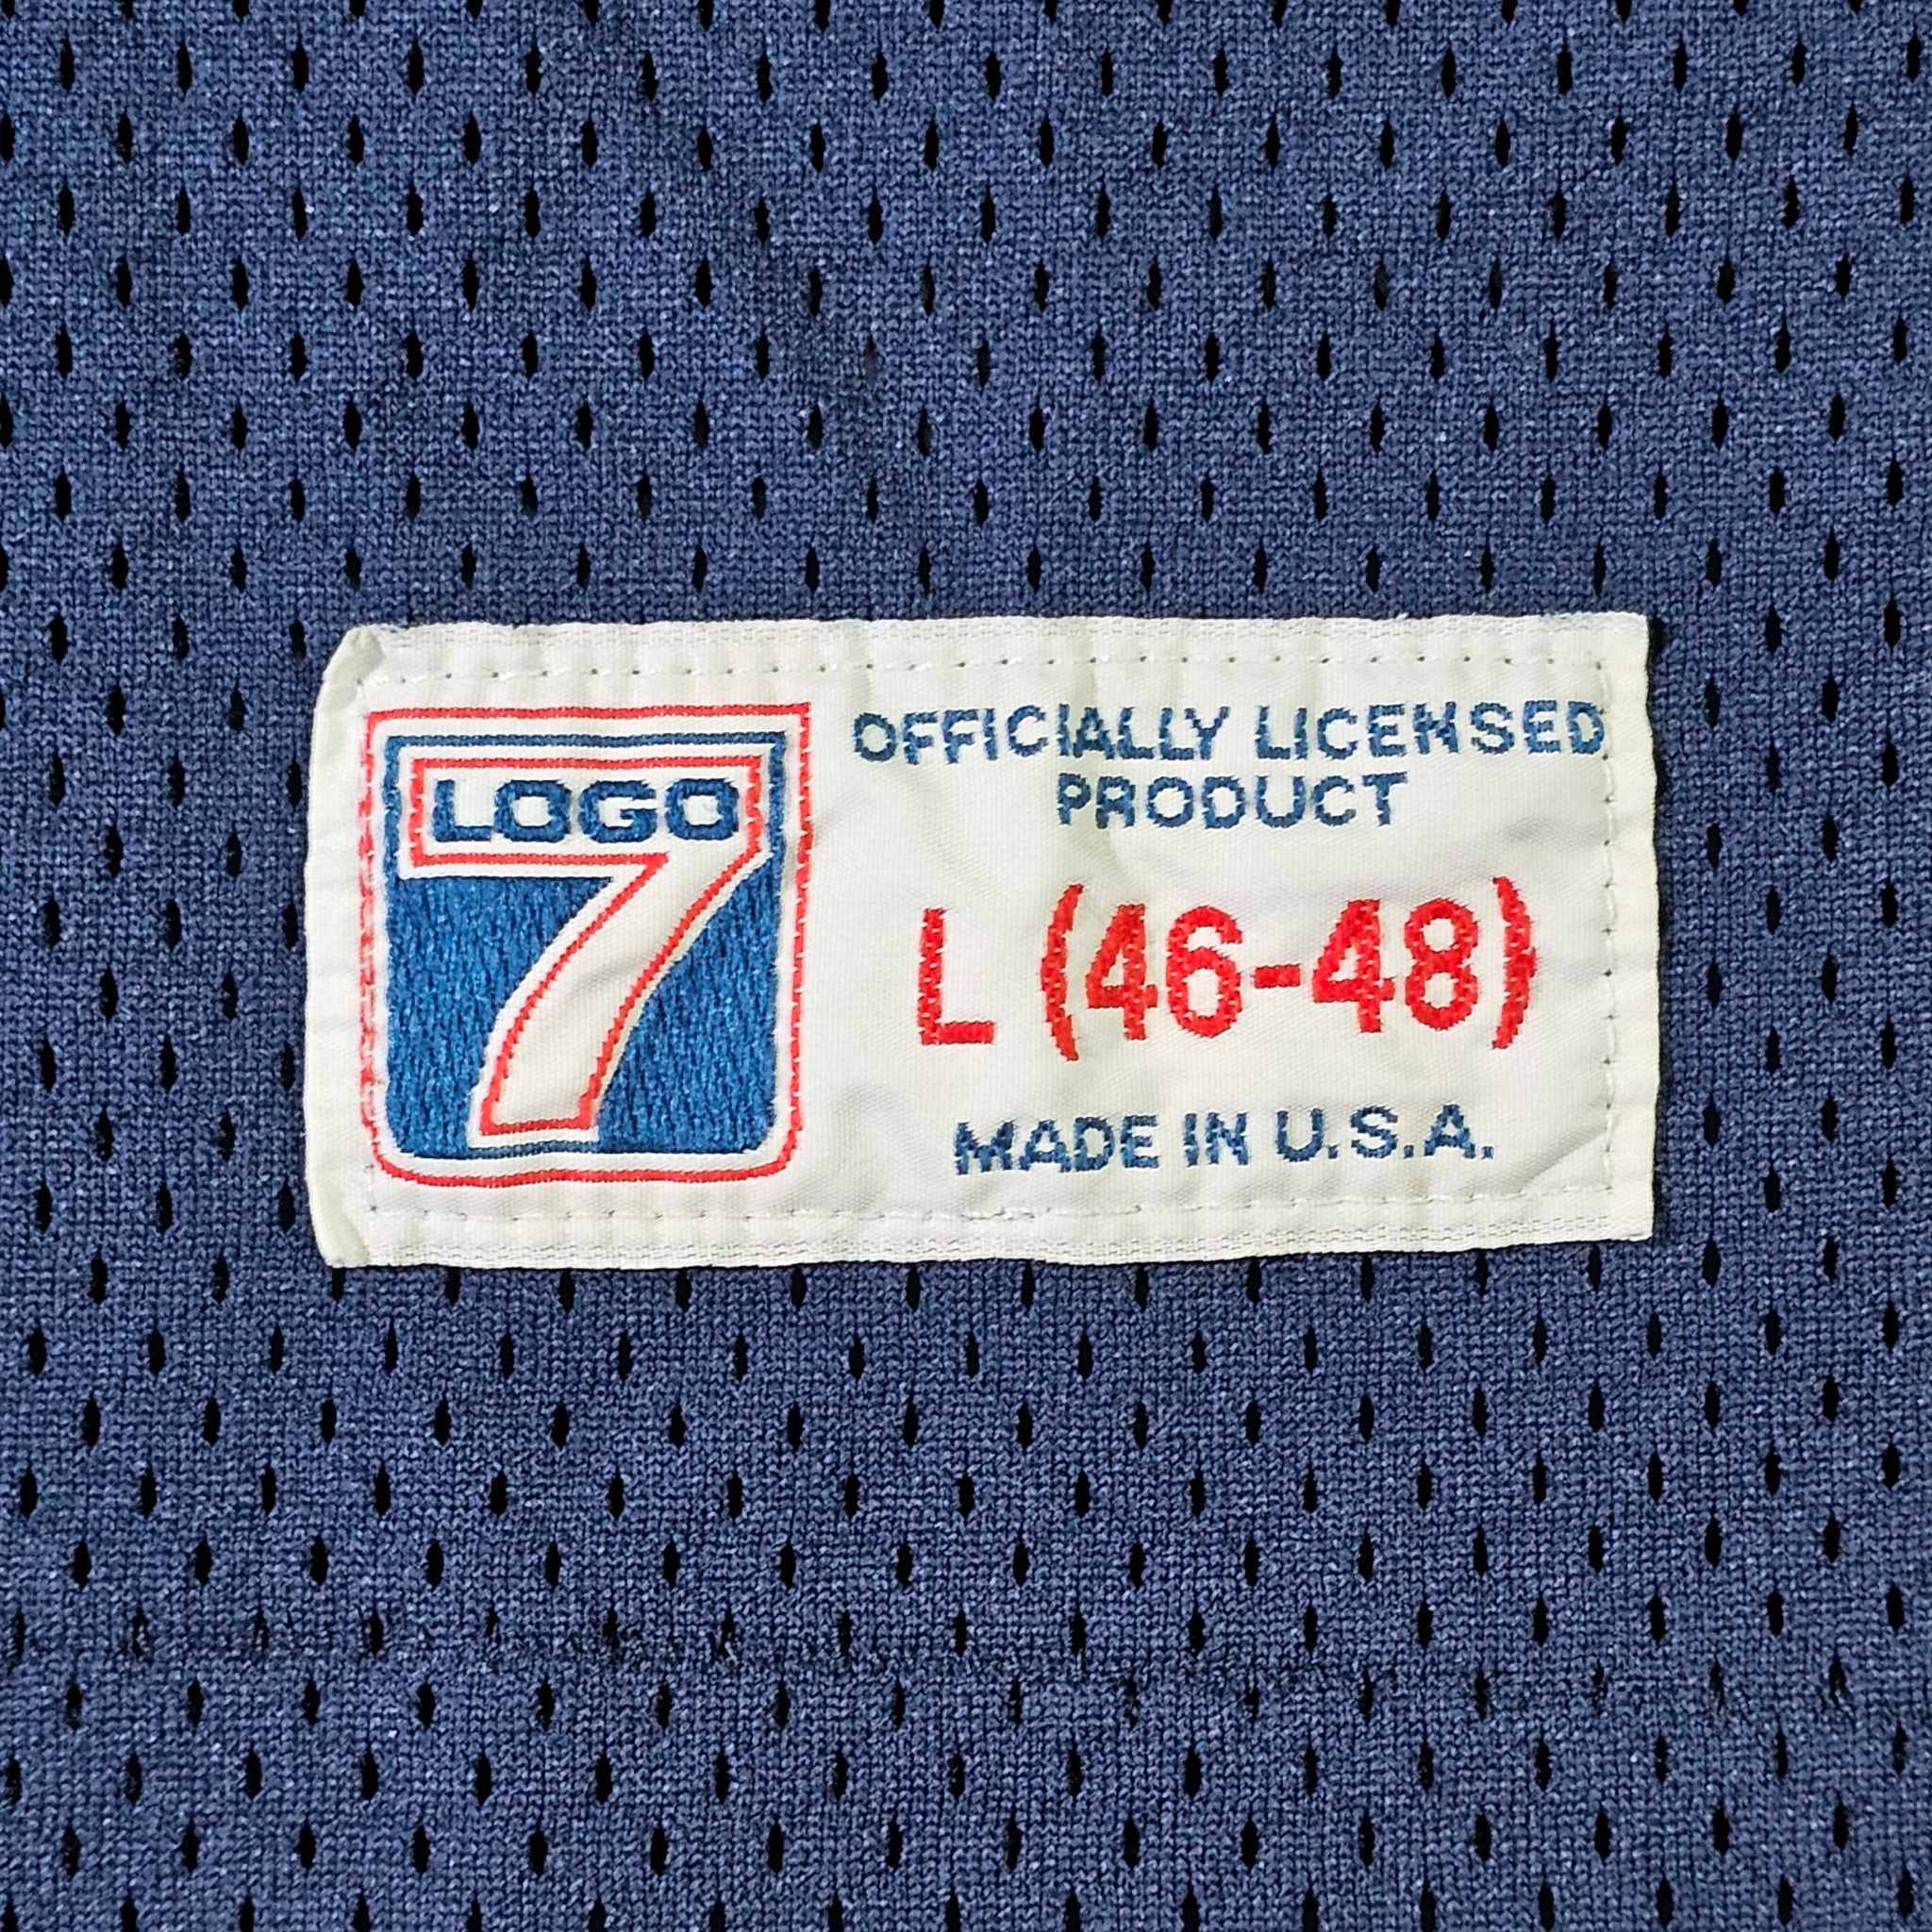 LOGO
7
OFFICIALLY LICENSED
PRODUCT
L (46-48)
MADE IN U.S.A.